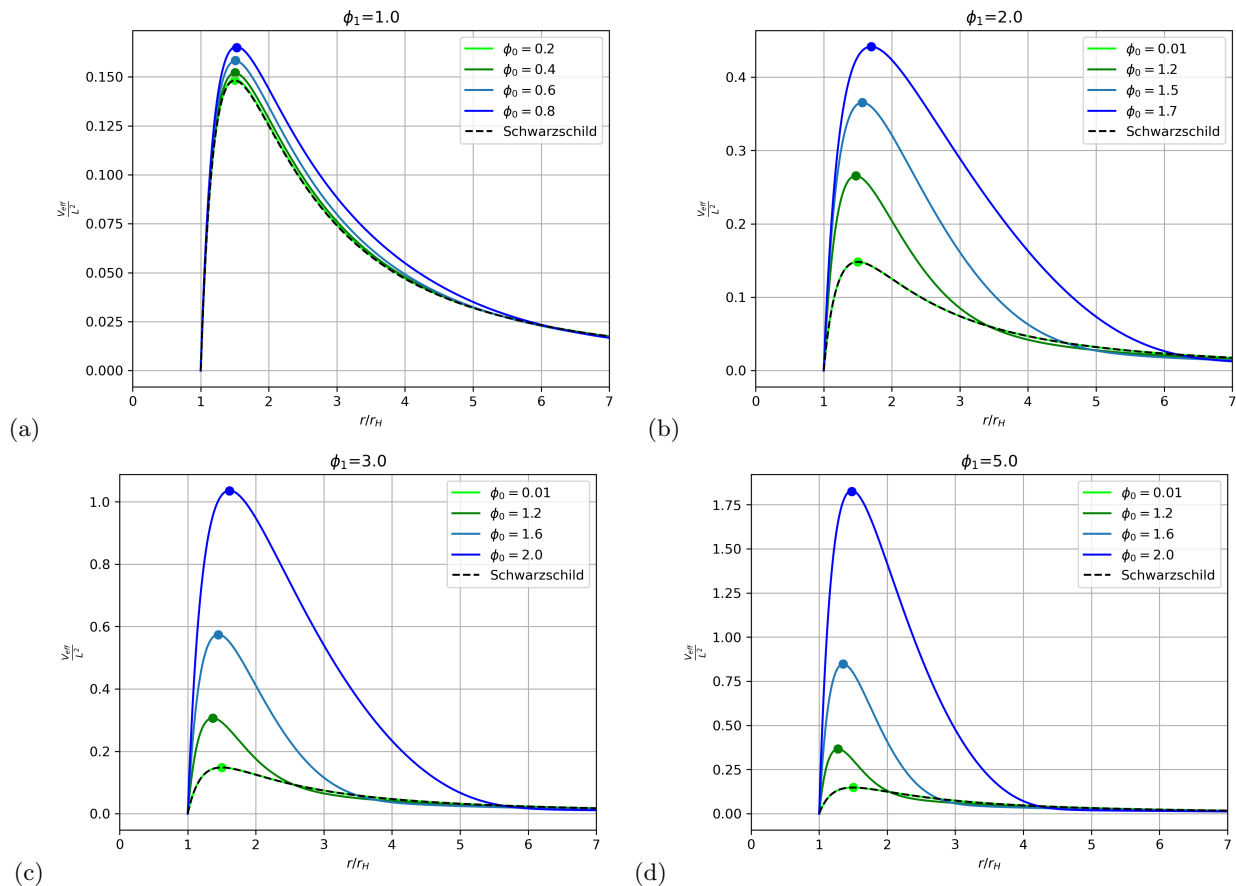 ϕ₁=1.0
0.150
0.125
0.100
0.075
0.050
0.025
0.000
V_eff/L²
ϕ₀ = 0.2
ϕ₀ = 0.4
ϕ₀ = 0.6
ϕ₀ = 0.8
Schwarzschild
0 1 2 3 4 5 6 7
r/r_H
(a)
ϕ₁=2.0
0.4
0.3
0.2
0.1
0.0
V_eff/L²
ϕ₀ = 0.01
ϕ₀ = 1.2
ϕ₀ = 1.5
ϕ₀ = 1.7
Schwarzschild
0 1 2 3 4 5 6 7
r/r_H
(b)
ϕ₁=3.0
1.0
0.8
0.6
0.4
0.2
0.0
V_eff/L²
ϕ₀ = 0.01
ϕ₀ = 1.2
ϕ₀ = 1.6
ϕ₀ = 2.0
Schwarzschild
0 1 2 3 4 5 6 7
r/r_H
(c)
ϕ₁=5.0
1.75
1.50
1.25
1.00
0.75
0.50
0.25
0.00
V_eff/L²
ϕ₀ = 0.01
ϕ₀ = 1.2
ϕ₀ = 1.6
ϕ₀ = 2.0
Schwarzschild
0 1 2 3 4 5 6 7
r/r_H
(d)